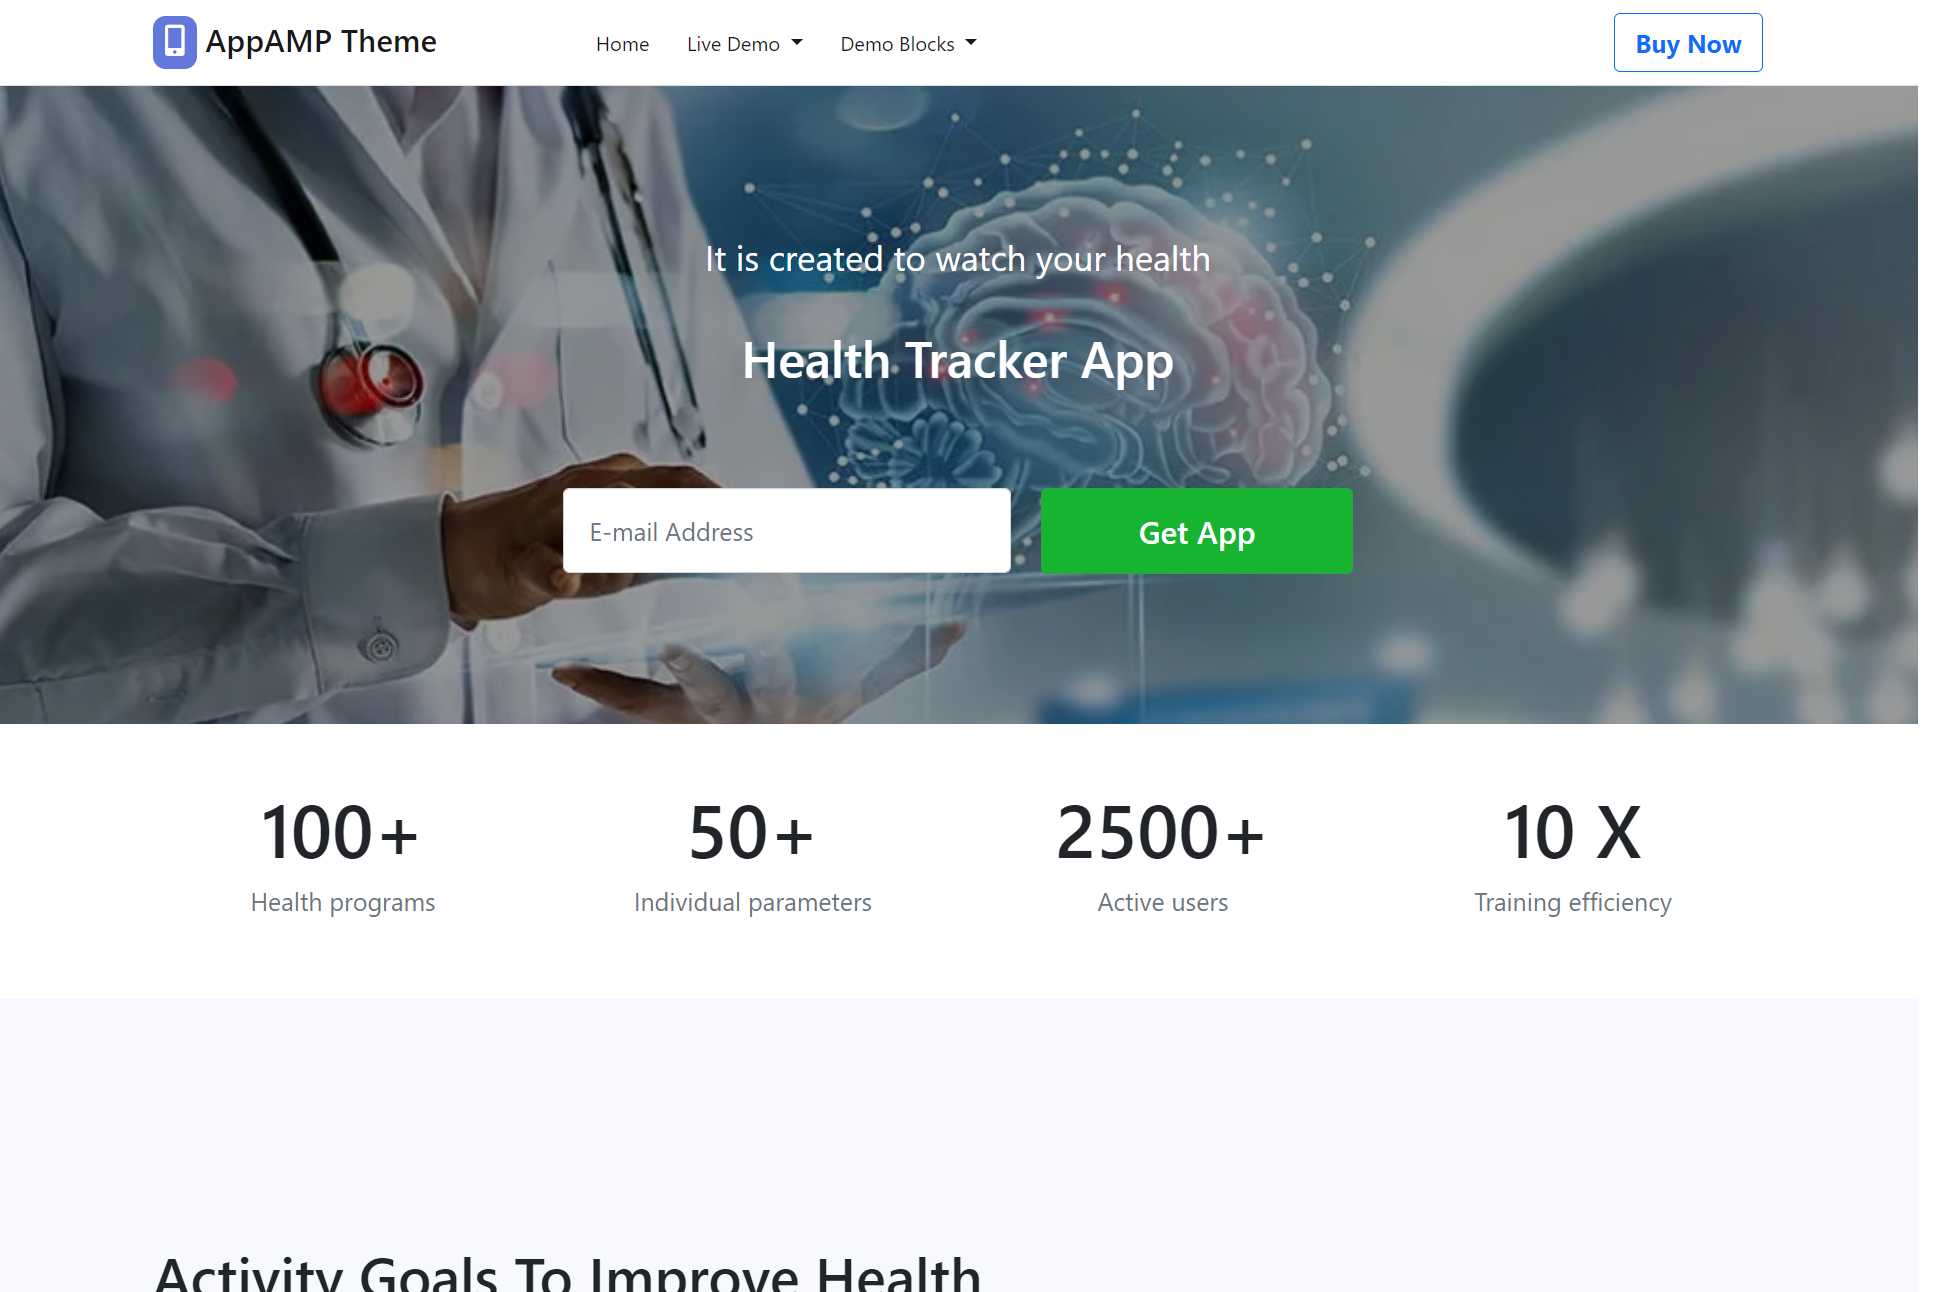 AppAMP Theme
Home
Live Demo
Demo Blocks
Buy Now
It is created to watch your health
Health Tracker App
E-mail Address
Get App
100+
Health programs
50+
Individual parameters
2500+
Active users
10 X
Training efficiency
Activity Goals To Improve Health